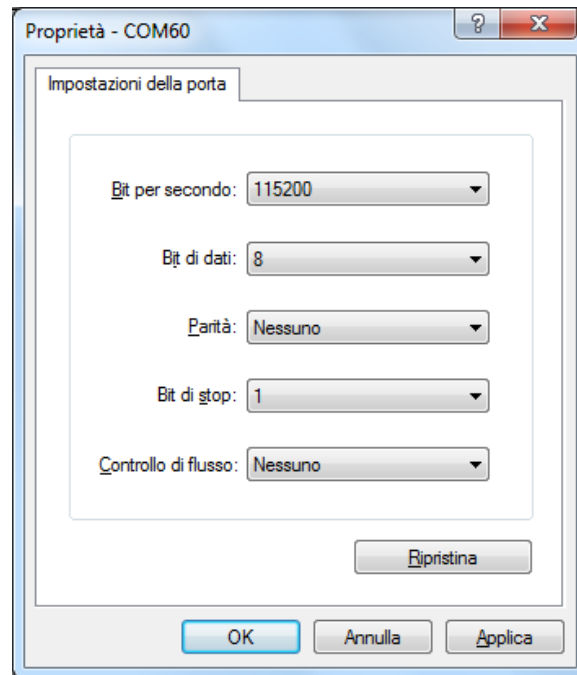 Proprietà - COM60
Impostazioni della porta
Bit per secondo: 115200
Bit di dati: 8
Parità: Nessuno
Bit di stop: 1
Controllo di flusso: Nessuno
Ripristina
OK Annulla Applica